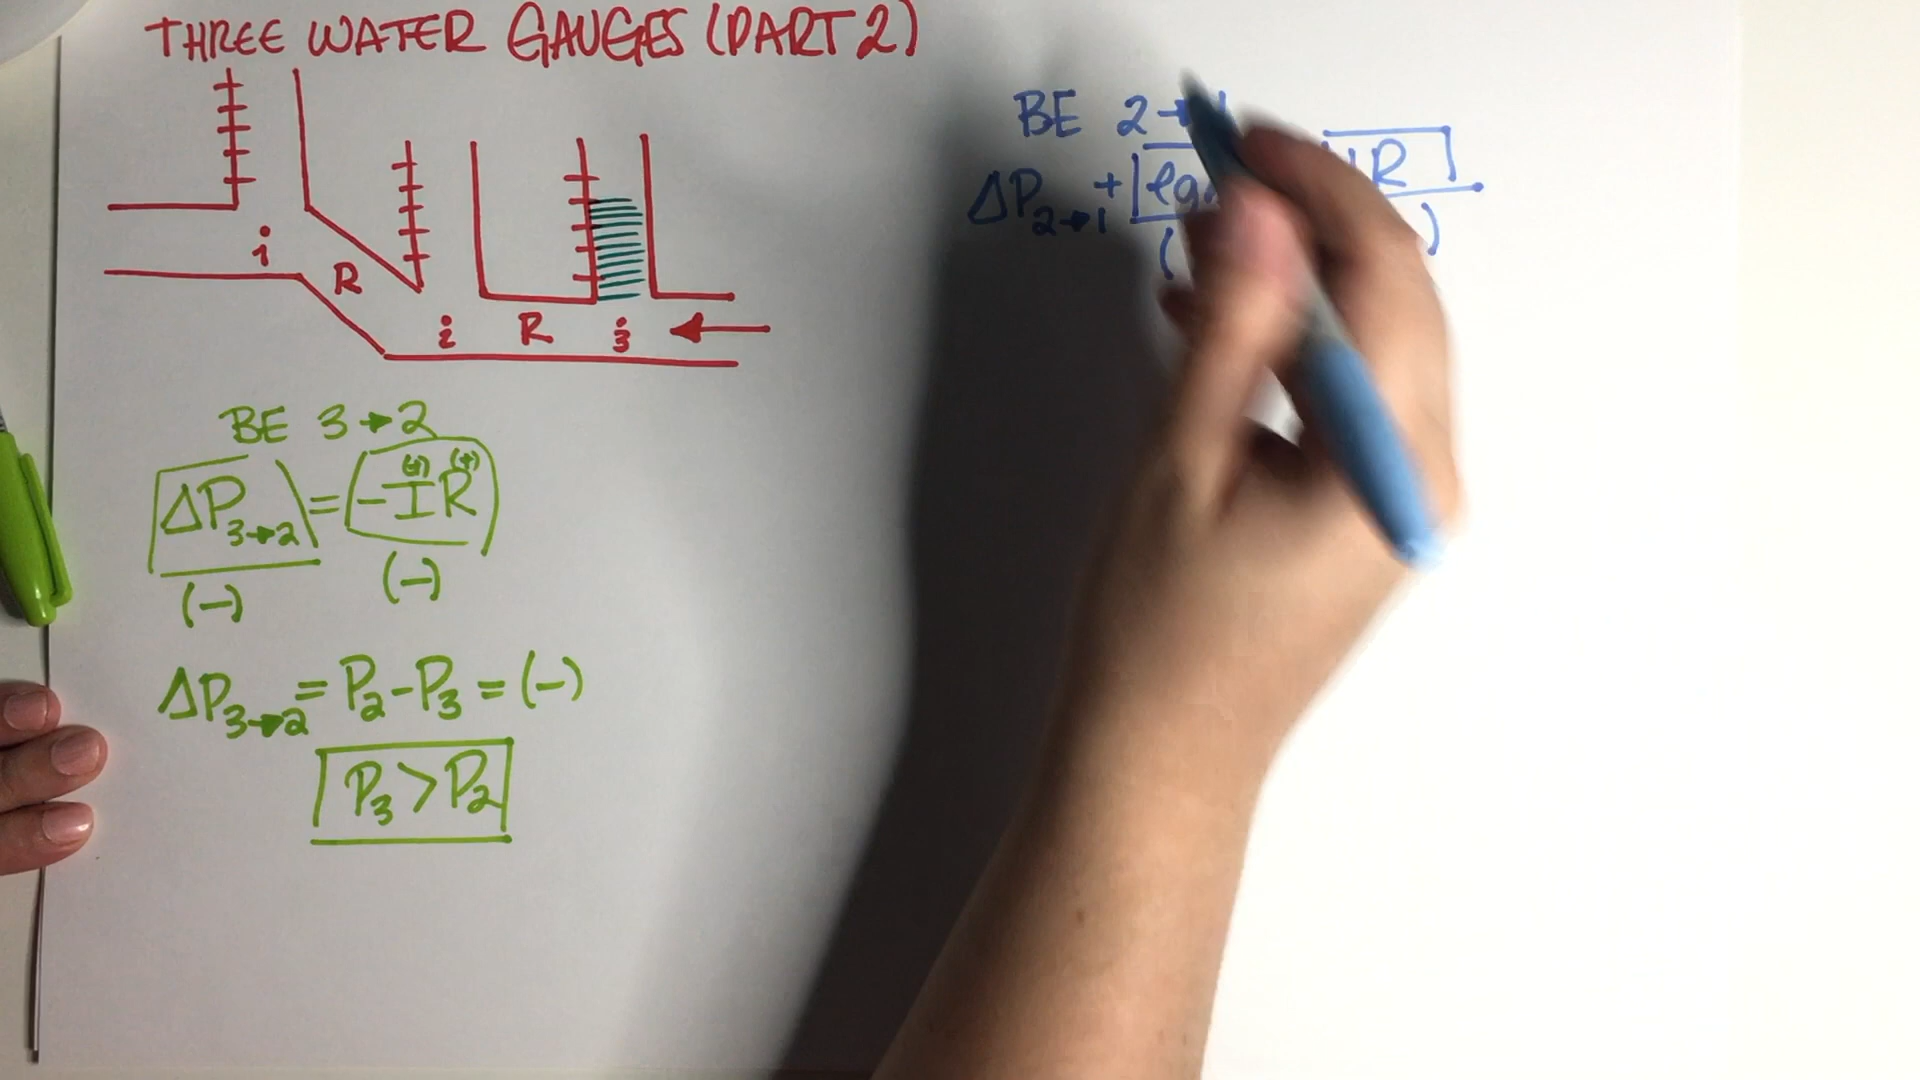 THREE WATER GAUGES (PART 2)
i
R
i
R
3
BE 3→2
ΔP3→2 = -I(+)R(+)
(-) (-)
ΔP3→2 = P2-P3 = (-)
P3 > P2
BE 2→1
ΔP2→1 + R
( )